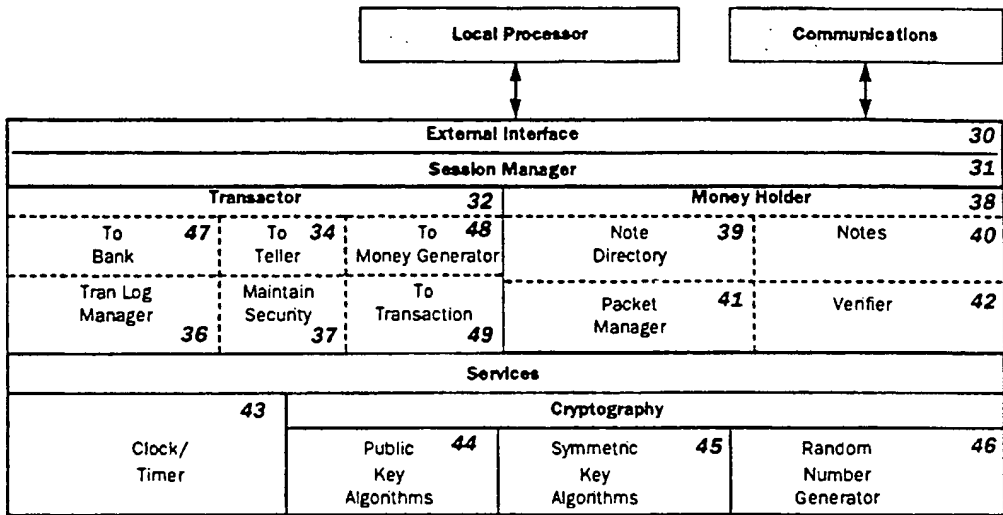 Local Processor
Communications
External Interface 30
Session Manager 31
Transactor 32
Money Holder 38
To 47
Bank
To 34
Teller
To 48
Money Generator
Note 39
Directory
Notes 40
Tran Log
Manager
36
Maintain
Security
37
To
Transaction
49
Packet 41
Manager
Verifier 42
Services
43
Clock/
Timer
Cryptography
Public 44
Key
Algorithms
Symmetric 45
Key
Algorithms
Random 46
Number
Generator